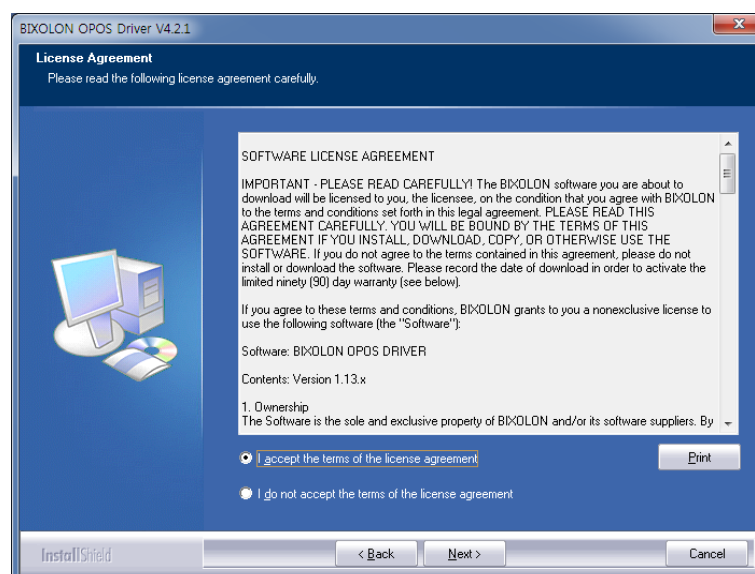 BIXOLON OPOS Driver V4.2.1
License Agreement
Please read the following license agreement carefully.
SOFTWARE LICENSE AGREEMENT
IMPORTANT - PLEASE READ CAREFULLY! The BIXOLON software you are about to
download will be licensed to you, the licensee, on the condition that you agree with BIXOLON
to the terms and conditions set forth in this legal agreement. PLEASE READ THIS
AGREEMENT CAREFULLY. YOU WILL BE BOUND BY THE TERMS OF THIS
AGREEMENT IF YOU INSTALL, DOWNLOAD, COPY, OR OTHERWISE USE THE
SOFTWARE. If you do not agree to the terms contained in this agreement, please do not
install or download the software. Please record the date of download in order to activate the
limited ninety (90) day warranty (see below).
If you agree to these terms and conditions, BIXOLON grants to you a nonexclusive license to
use the following software (the "Software"):
Software: BIXOLON OPOS DRIVER
Contents: Version 1.13.x
1. Ownership
The Software is the sole and exclusive property of BIXOLON and/or its software suppliers. By
I accept the terms of the license agreement
Print
I do not accept the terms of the license agreement
InstallShield
< Back
Next >
Cancel